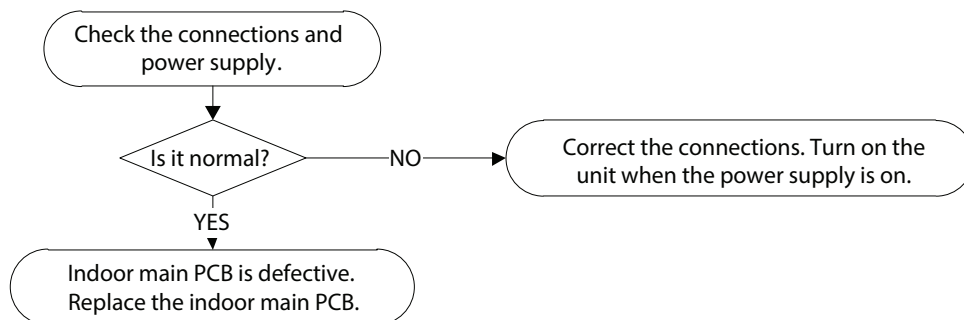 Check the connections and
power supply.
Is it normal?
NO
Correct the connections. Turn on the
unit when the power supply is on.
YES
Indoor main PCB is defective.
Replace the indoor main PCB.